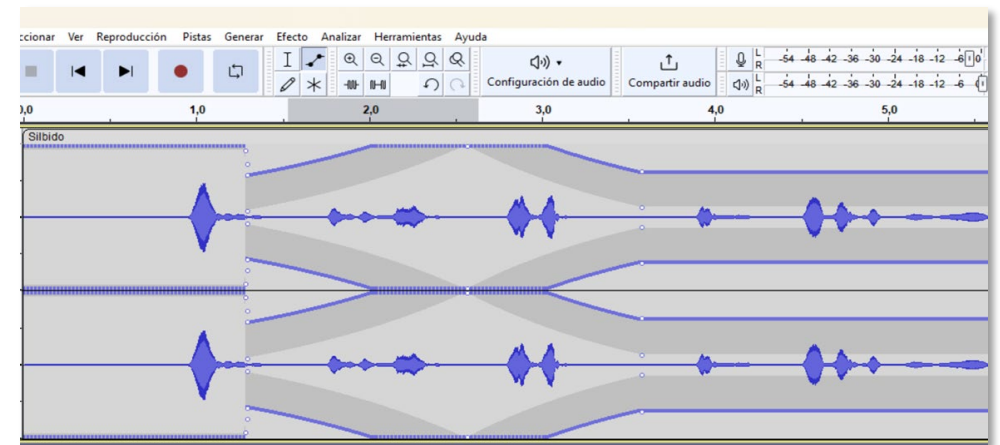 ccionar Ver Reproducción Pistas Generar Efecto Analizar Herramientas Ayuda
Configuración de audio
Compartir audio
L -54 -48 -42 -36 -30 -24 -18 -12 -6 0
R
L -54 -48 -42 -36 -30 -24 -18 -12 -6
R
0,0 1,0 2,0 3,0 4,0 5,0
Silbido